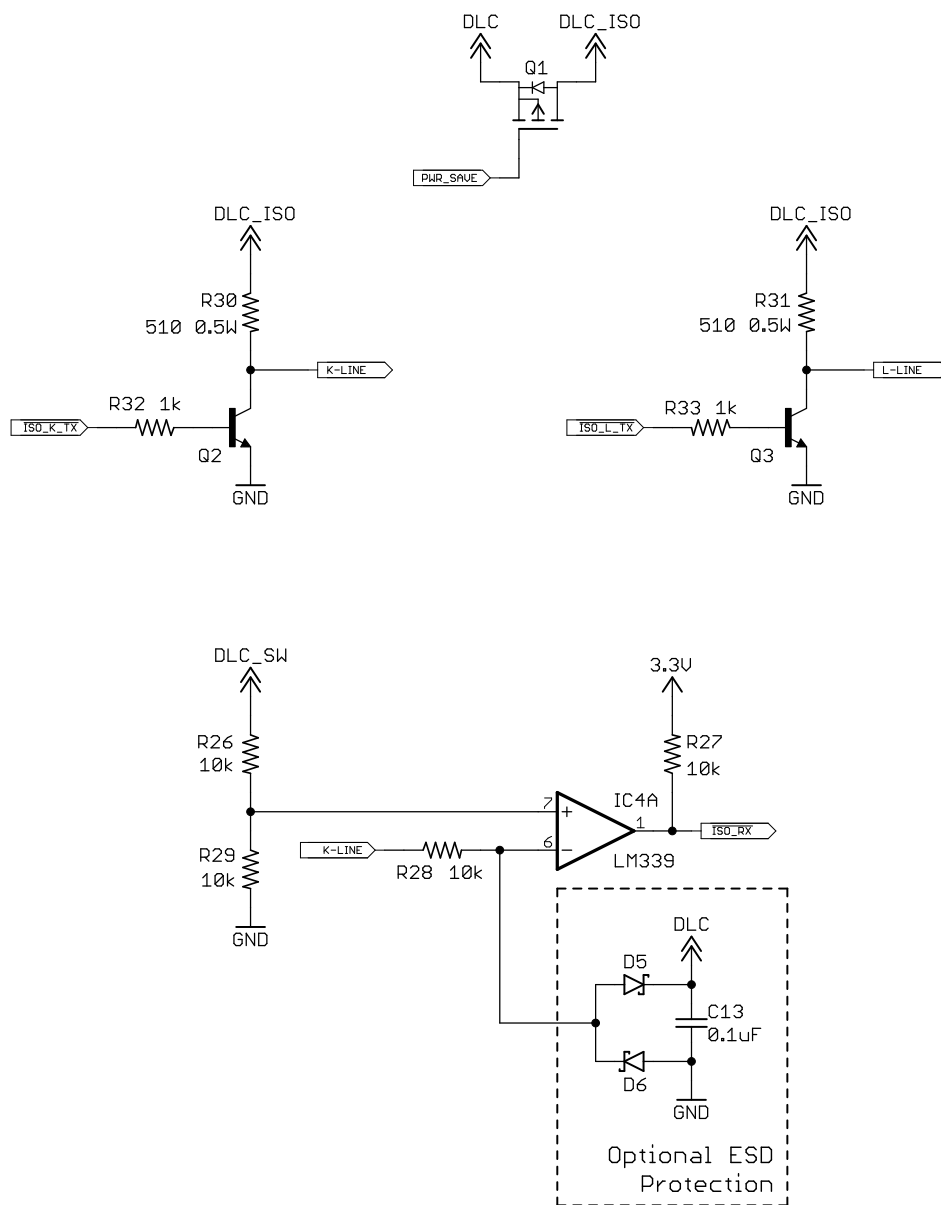 DLC
DLC_ISO
Q1
PWR_SAVE
DLC_ISO
DLC_ISO
R30
510 0.5W
R31
510 0.5W
K-LINE
L-LINE
R32 1k
ISO_K_TX
Q2
GND
R33 1k
ISO_L_TX
Q3
GND
DLC_SW
3.3V
R26
10k
R27
10k
7
+
IC4A
1
ISO_RX
6
−
LM339
R29
10k
K-LINE
R28 10k
GND
DLC
D5
C13
0.1uF
D6
GND
Optional ESD
Protection